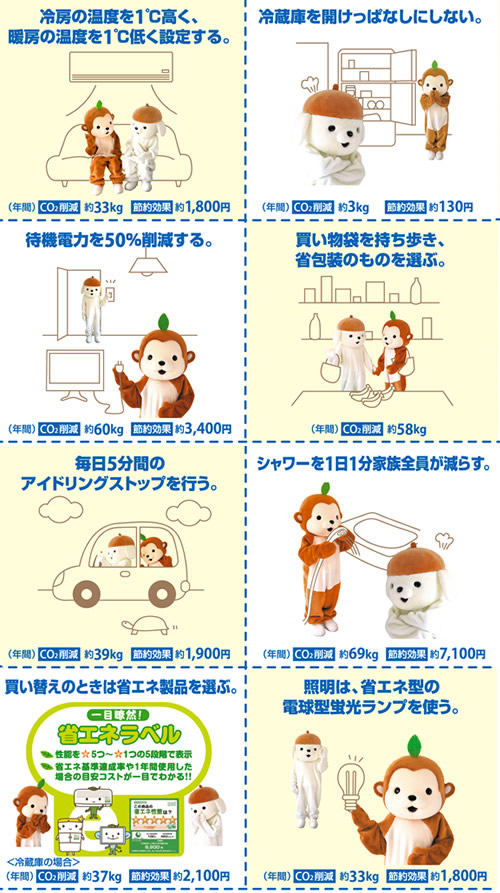 冷房の温度を1℃高く、
暖房の温度を1℃低く設定する。
（年間） CO2削減 約33kg 節約効果 約1,800円
冷蔵庫を開けっぱなしにしない。
（年間） CO2削減 約3kg 節約効果 約130円
待機電力を50%削減する。
（年間） CO2削減 約60kg 節約効果 約3,400円
買い物袋を持ち歩き、
省包装のものを選ぶ。
（年間） CO2削減 約58kg
毎日5分間の
アイドリングストップを行う。
（年間） CO2削減 約39kg 節約効果 約1,900円
シャワーを1日1分家族全員が減らす。
（年間） CO2削減 約69kg 節約効果 約7,100円
買い替えのときは省エネ製品を選ぶ。
一目瞭然!
省エネラベル
性能を☆5つ〜☆1つの5段階で表示
省エネ基準達成率や1年間使用した
場合の目安コストが一目でわかる!!
この商品の
省エネ性能は?
<冷蔵庫の場合>
（年間） CO2削減 約37kg 節約効果 約2,100円
照明は、省エネ型の
電球型蛍光ランプを使う。
（年間） CO2削減 約33kg 節約効果 約1,800円